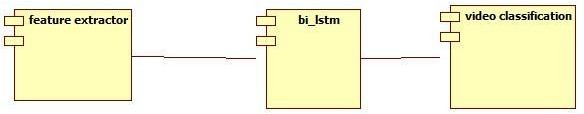 feature extractor
bi_lstm
video classification